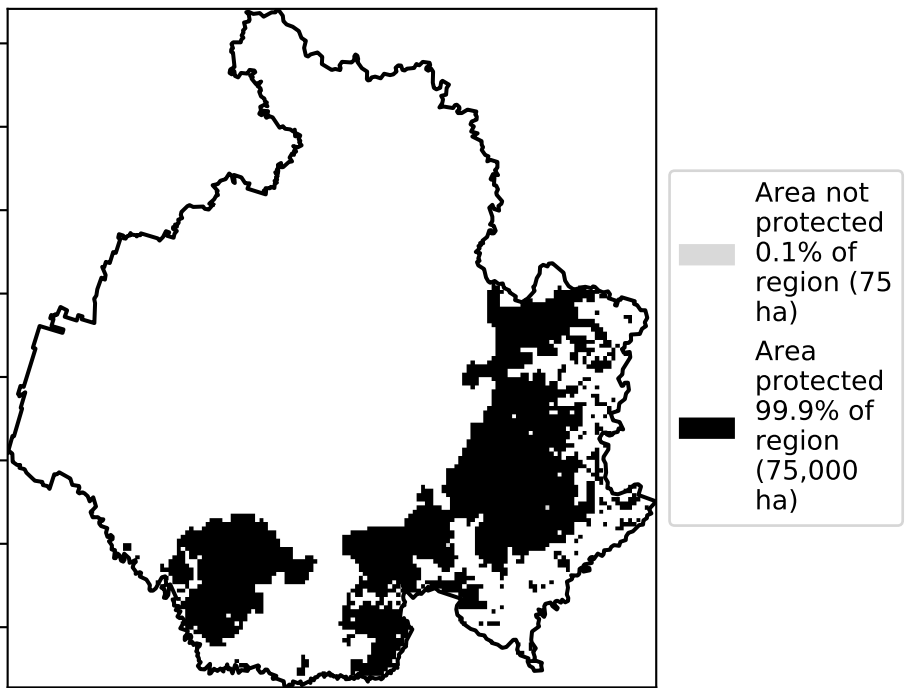 Area not
protected
0.1% of
region (75
ha)
Area
protected
99.9% of
region
(75,000
ha)